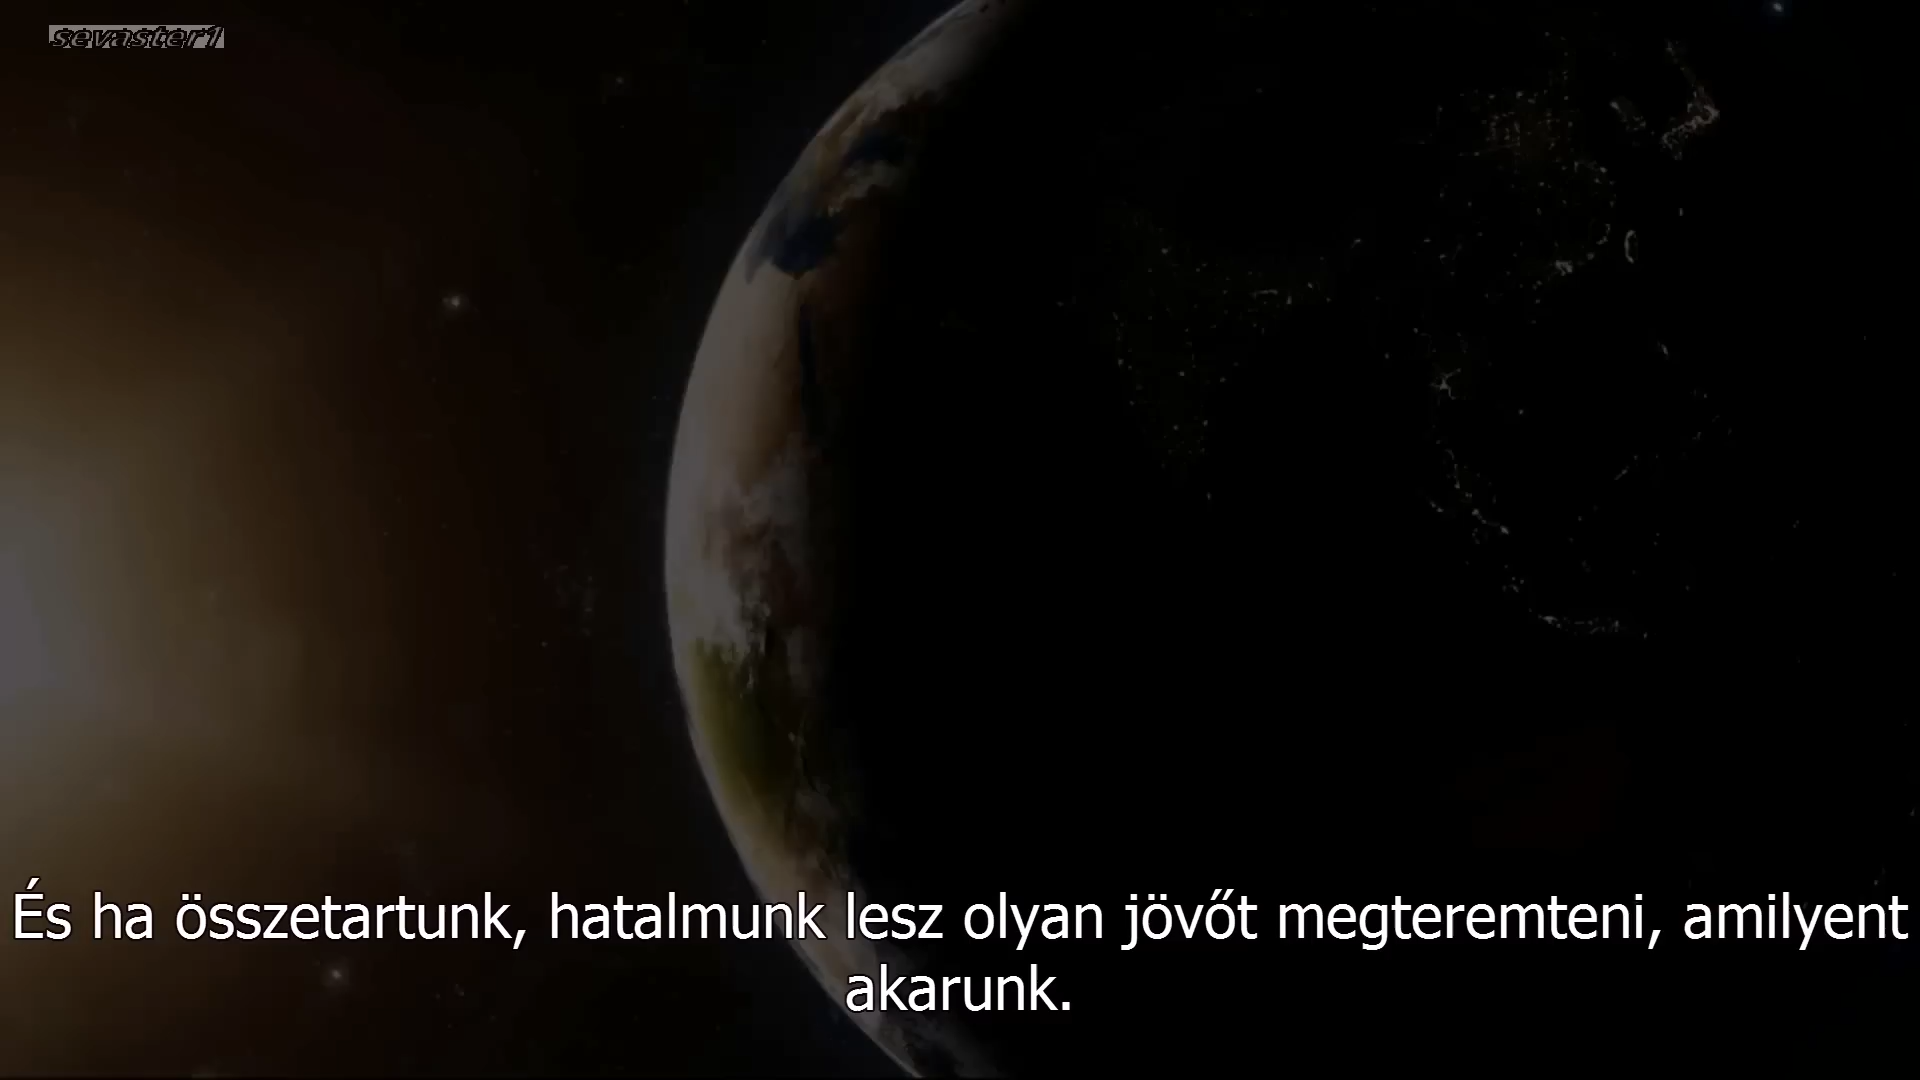 sevaster1
És ha összetartunk, hatalmunk lesz olyan jövőt megteremteni, amilyent
akarunk.